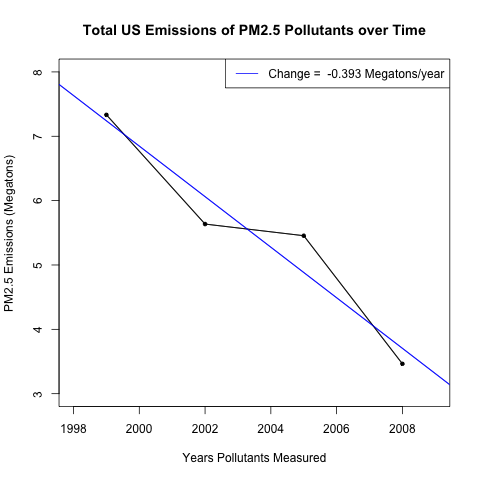 Total US Emissions of PM2.5 Pollutants over Time
Change =  -0.393 Megatons/year
PM2.5 Emissions (Megatons)
8
7
6
5
4
3
1998 2000 2002 2004 2006 2008
Years Pollutants Measured